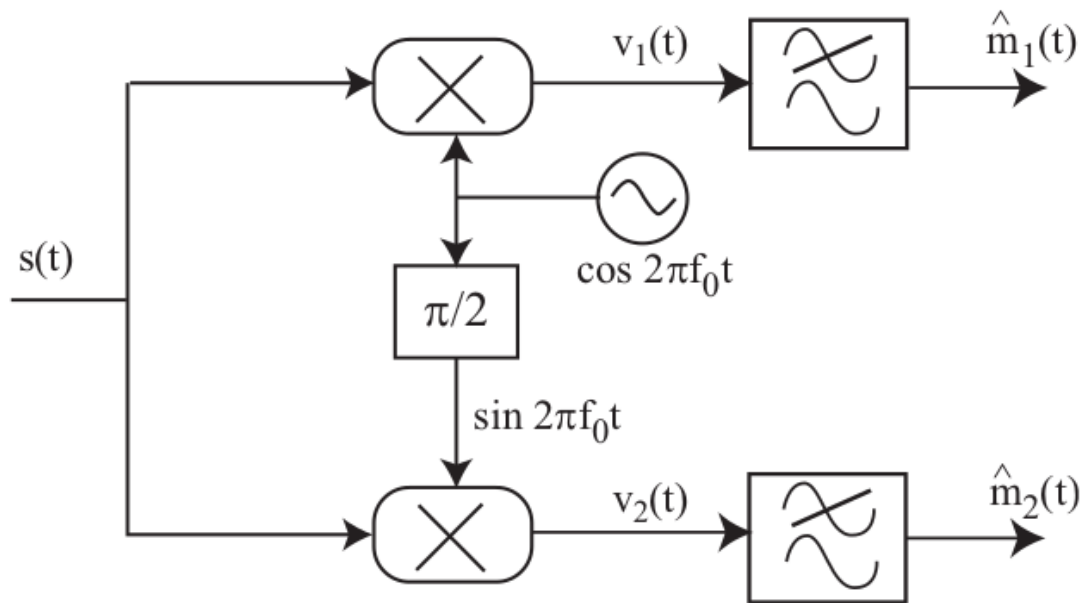 v₁(t)
m̂₁(t)
s(t)
cos 2πf₀t
π/2
sin 2πf₀t
v₂(t)
m̂₂(t)